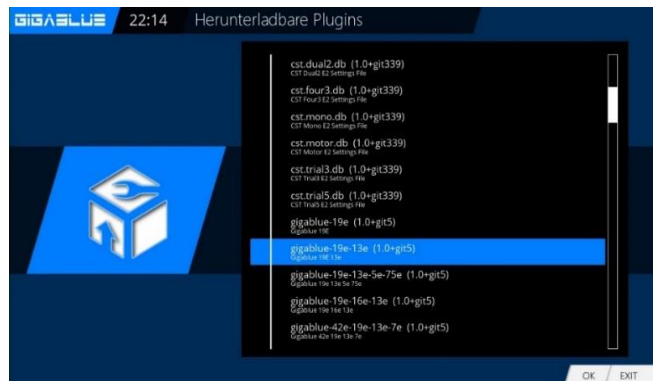 GIGABLUE 22:14 Herunterladbare Plugins
cst.dual2.db (1.0+git339)
CST Dual2 E2 Settings File
cst.four3.db (1.0+git339)
CST Four3 E2 Settings File
cst.mono.db (1.0+git339)
CST Mono E2 Settings File
cst.motor.db (1.0+git339)
CST Motor E2 Settings File
cst.trial3.db (1.0+git339)
CST Trial3 E2 Settings File
cst.trial5.db (1.0+git339)
CST Trial5 E2 Settings File
gigablue-19e (1.0+git5)
Gigablue 19E
gigablue-19e-13e (1.0+git5)
Gigablue 19E 13e
gigablue-19e-13e-5e-75e (1.0+git5)
Gigablue 19e 13e 5e 75e
gigablue-19e-16e-13e (1.0+git5)
Gigablue 19e 16e 13e
gigablue-42e-19e-13e-7e (1.0+git5)
Gigablue 42e 19e 13e 7e
OK EXIT